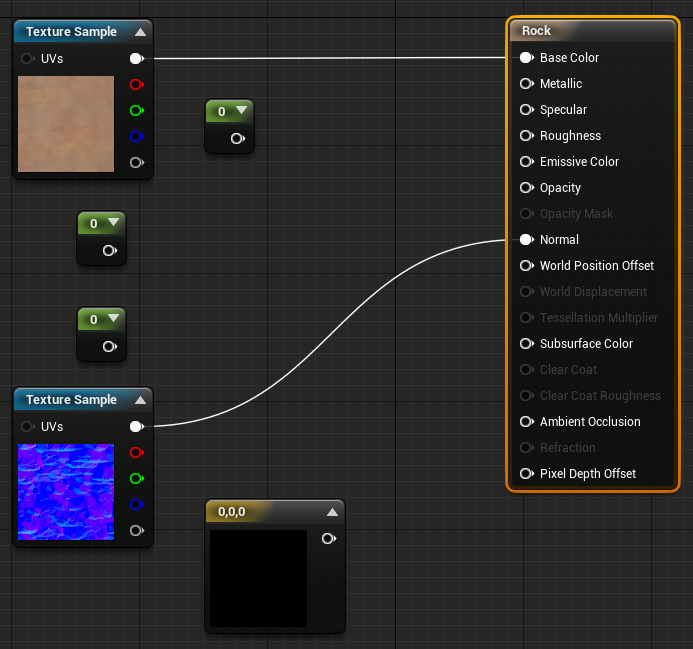 Texture Sample
UVs
0
0
0
Texture Sample
UVs
0,0,0
Rock
Base Color
Metallic
Specular
Roughness
Emissive Color
Opacity
Opacity Mask
Normal
World Position Offset
World Displacement
Tessellation Multiplier
Subsurface Color
Clear Coat
Clear Coat Roughness
Ambient Occlusion
Refraction
Pixel Depth Offset